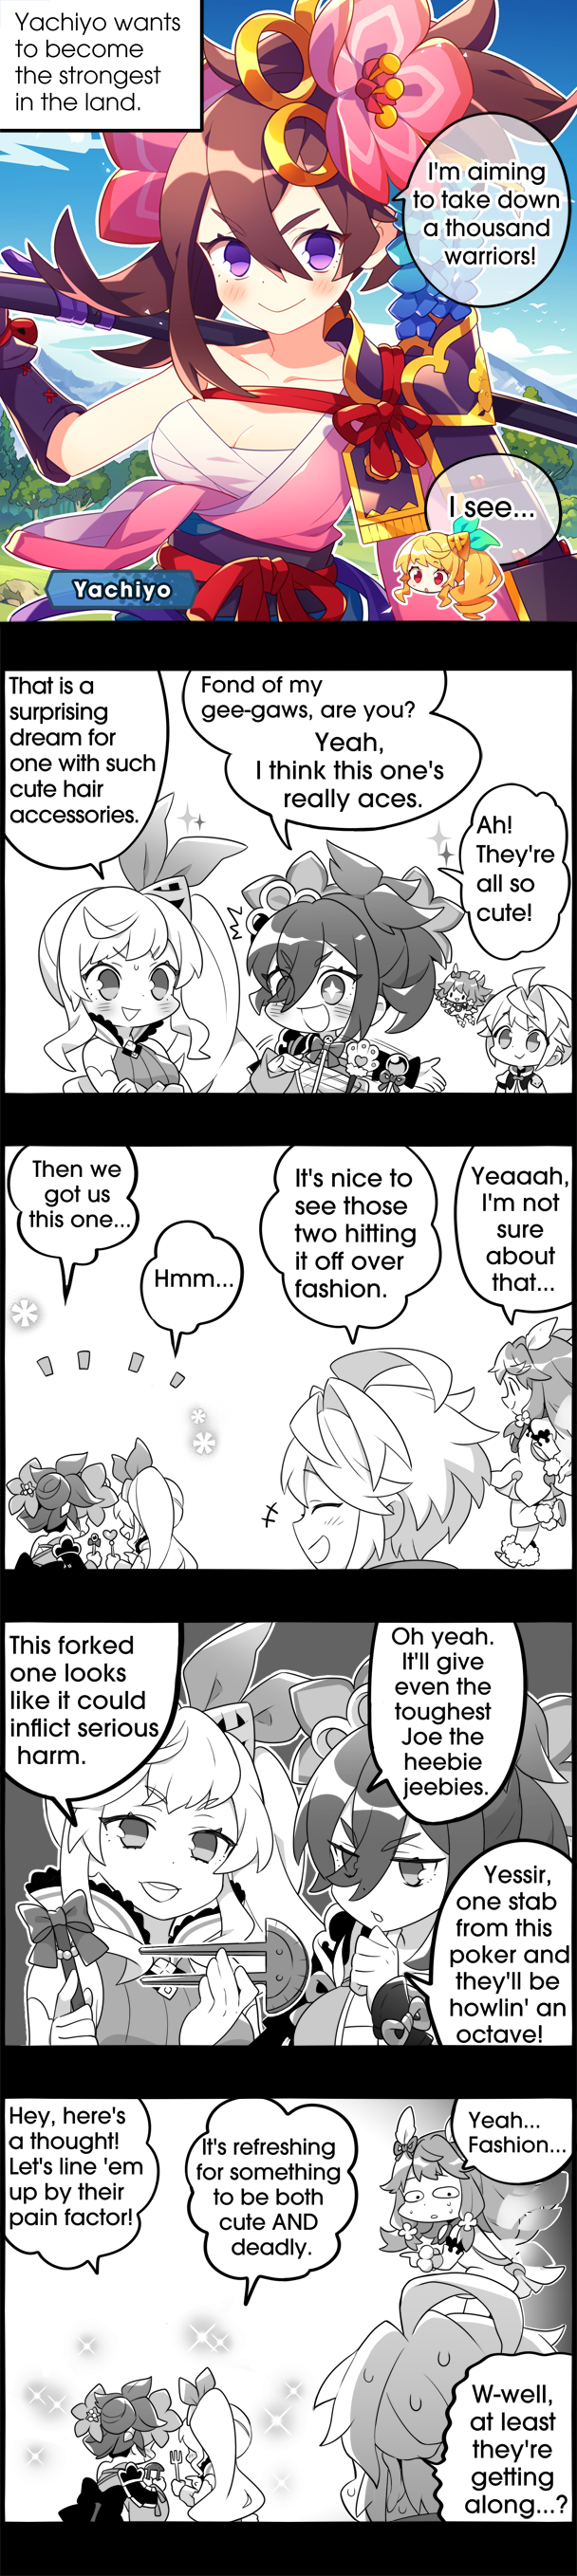 Yachiyo wants
to become
the strongest
in the land.
I'm aiming
to take down
a thousand
warriors!
I see...
Yachiyo
That is a
surprising
dream for
one with such
cute hair
accessories.
Fond of my
gee-gaws, are you?
Yeah,
I think this one's
really aces.
Ah!
They're
all so
cute!
Then we
got us
this one...
Hmm...
It's nice to
see those
two hitting
it off over
fashion.
Yeaaah,
I'm not
sure
about
that...
This forked
one looks
like it could
inflict serious
harm.
Oh yeah.
It'll give
even the
toughest
Joe the
heebie
jeebies.
Yessir,
one stab
from this
poker and
they'll be
howlin' an
octave!
Hey, here's
a thought!
Let's line 'em
up by their
pain factor!
It's refreshing
for something
to be both
cute AND
deadly.
Yeah...
Fashion...
W-well,
at least
they're
getting
along...?